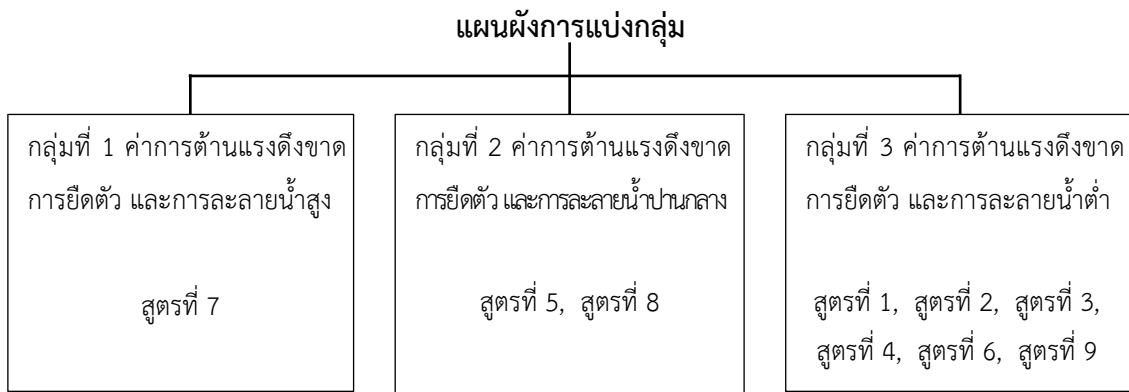 แผนผังการแบ่งกลุ่ม
กลุ่มที่ 1 ค่าการต้านแรงดึงขาด
การยืดตัว และการละลายน้ำสูง
สูตรที่ 7
กลุ่มที่ 2 ค่าการต้านแรงดึงขาด
การยืดตัว และการละลายน้ำปานกลาง
สูตรที่ 5, สูตรที่ 8
กลุ่มที่ 3 ค่าการต้านแรงดึงขาด
การยืดตัว และการละลายน้ำต่ำ
สูตรที่ 1, สูตรที่ 2, สูตรที่ 3,
สูตรที่ 4, สูตรที่ 6, สูตรที่ 9